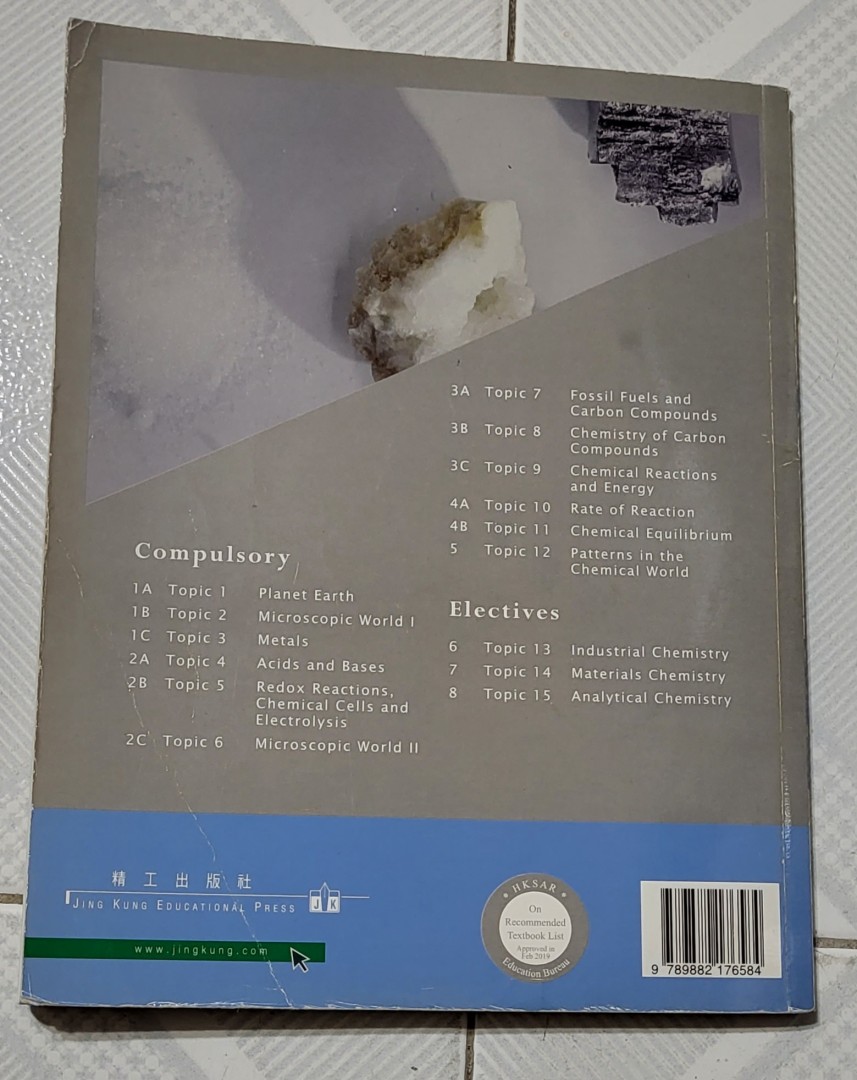 Compulsory
1A Topic 1 Planet Earth
1B Topic 2 Microscopic World I
1C Topic 3 Metals
2A Topic 4 Acids and Bases
2B Topic 5 Redox Reactions,
Chemical Cells and
Electrolysis
2C Topic 6 Microscopic World II
3A Topic 7 Fossil Fuels and
Carbon Compounds
3B Topic 8 Chemistry of Carbon
Compounds
3C Topic 9 Chemical Reactions
and Energy
4A Topic 10 Rate of Reaction
4B Topic 11 Chemical Equilibrium
5 Topic 12 Patterns in the
Chemical World
Electives
6 Topic 13 Industrial Chemistry
7 Topic 14 Materials Chemistry
8 Topic 15 Analytical Chemistry
精工出版社
JING KUNG EDUCATIONAL PRESS
J K
www.jingkung.com
HKSAR
On
Recommended
Textbook List
Approved in
Feb 2019
Education Bureau
9 789882 176584